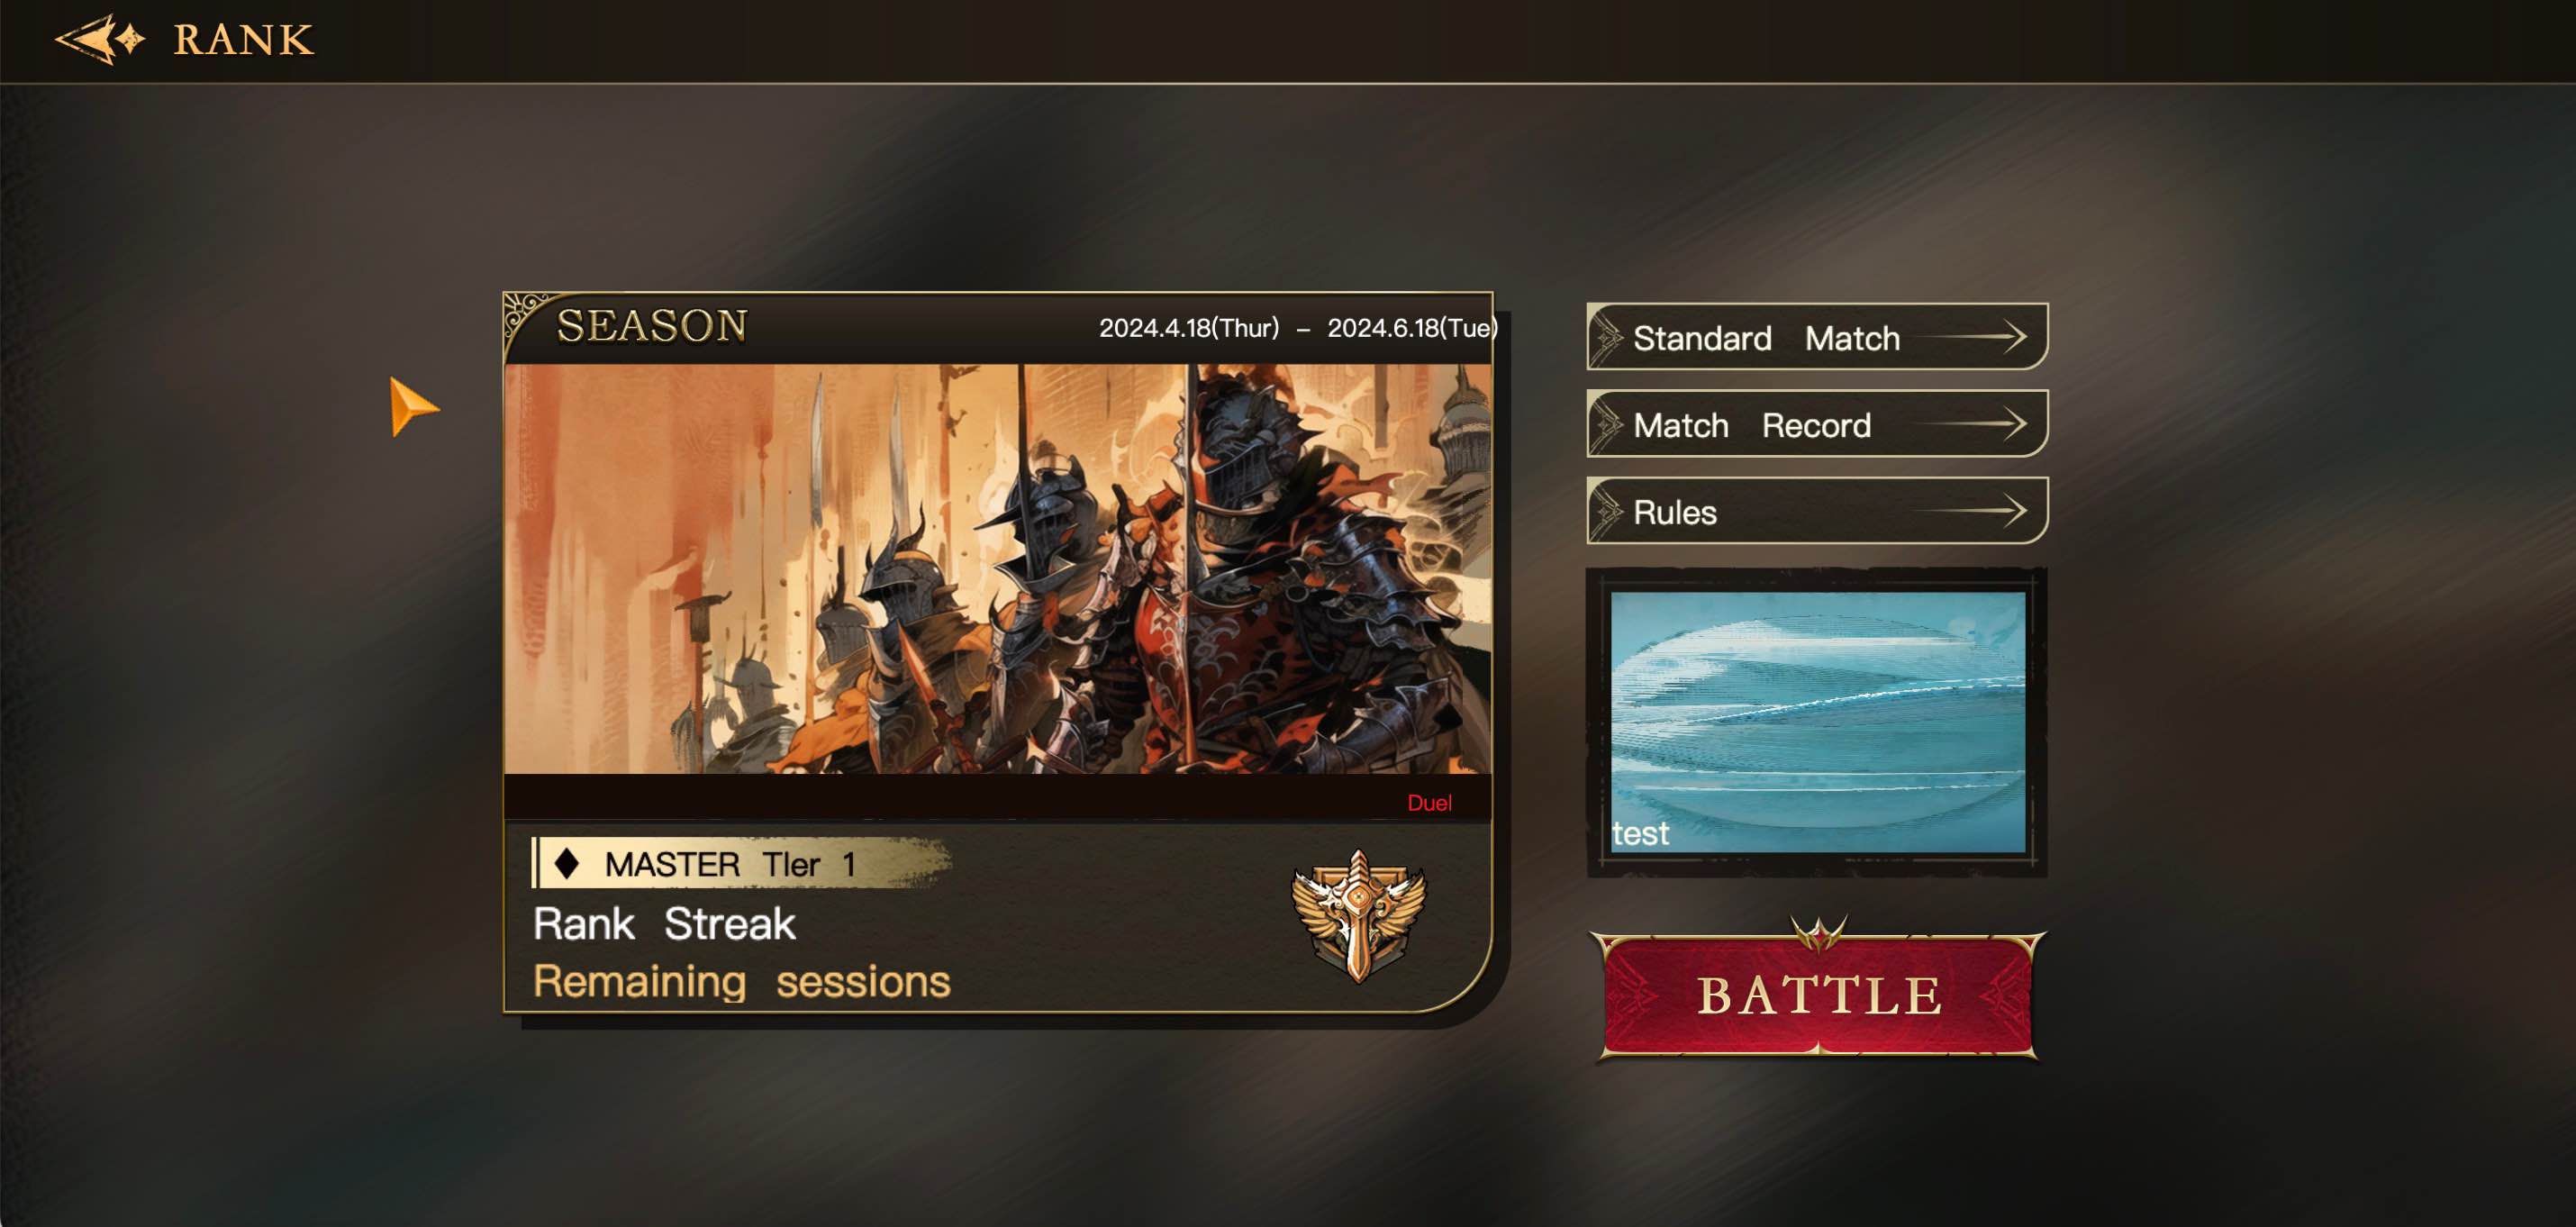 RANK
SEASON
2024.4.18(Thur) – 2024.6.18(Tue)
Duel
MASTER Tler 1
Rank Streak
Remaining sessions
Standard Match
Match Record
Rules
test
BATTLE